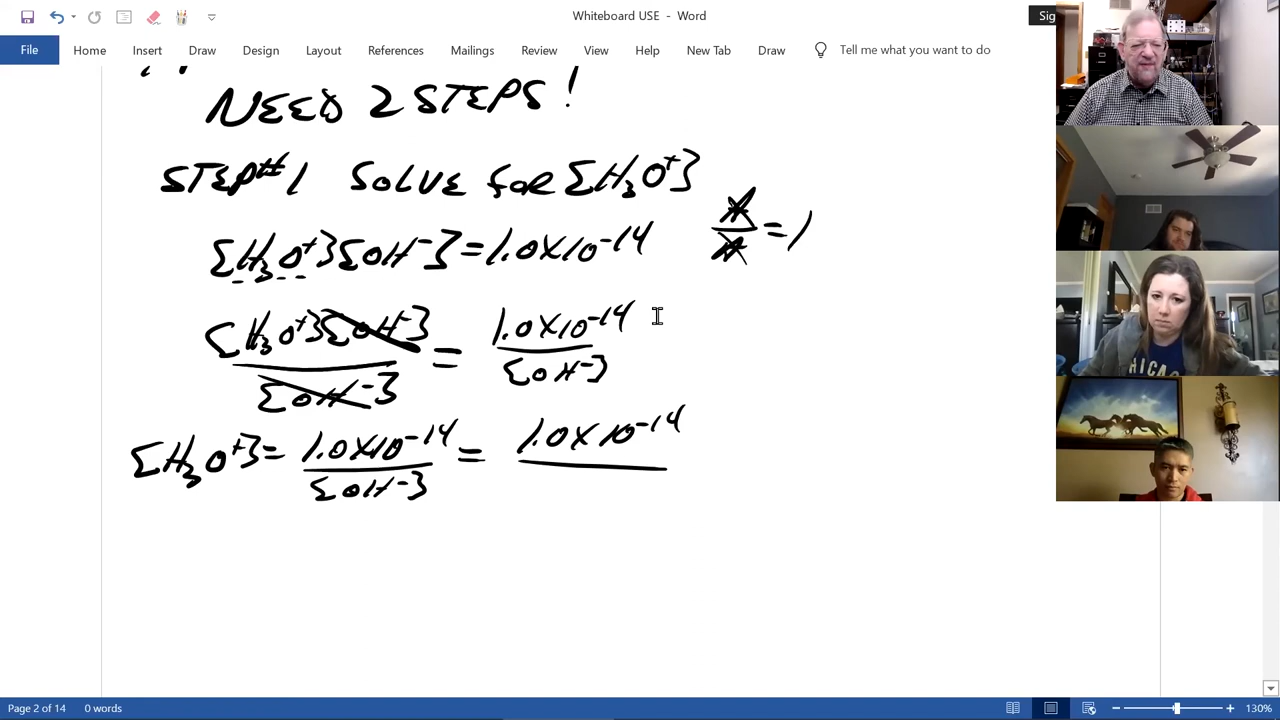 Whiteboard USE - Word
Sig
File Home Insert Draw Design Layout References Mailings Review View Help New Tab Draw Tell me what you want to do
NEED 2 STEPS!
STEP#1 SOLVE FOR [H₃O⁺]
[H₃O⁺][OH⁻] = 1.0X10⁻¹⁴
= 1
[H₃O⁺][OH⁻] / [OH⁻] = 1.0X10⁻¹⁴ / [OH⁻]
[H₃O⁺] = 1.0X10⁻¹⁴ / [OH⁻] = 1.0X10⁻¹⁴
CHIC
Page 2 of 14 0 words 130%